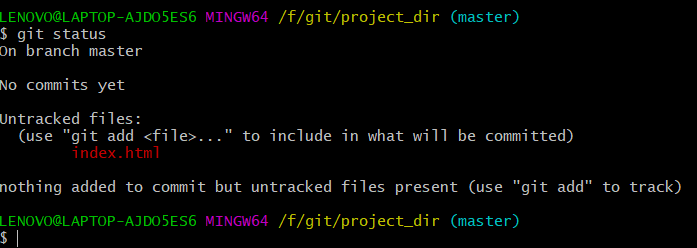 LENOVO@LAPTOP-AJDO5ES6 MINGW64 /f/git/project_dir (master)
$ git status
On branch master
No commits yet
Untracked files:
(use "git add <file>..." to include in what will be committed)
index.html
nothing added to commit but untracked files present (use "git add" to track)
LENOVO@LAPTOP-AJDO5ES6 MINGW64 /f/git/project_dir (master)
$